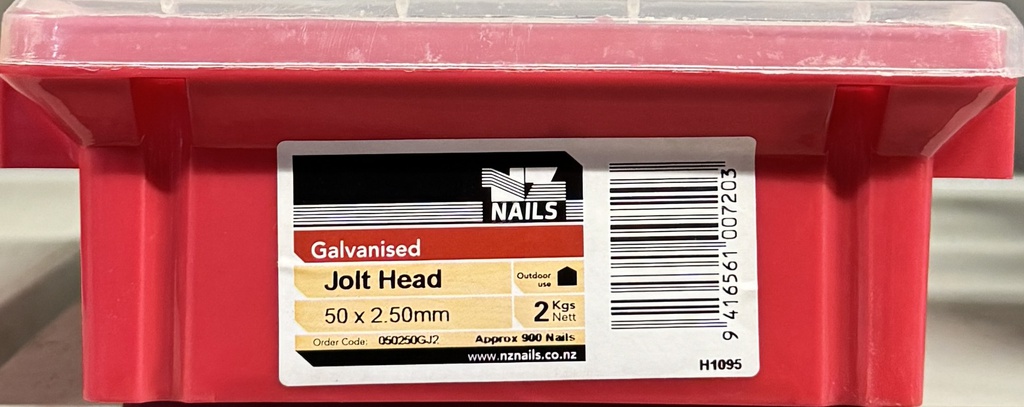 NZ
NAILS
Galvanised
Jolt Head
Outdoor use
50 x 2.50mm
2 Kgs Nett
Order Code: 050250GJ2 Approx 900 Nails
www.nznails.co.nz
9 416561 007203
H1095